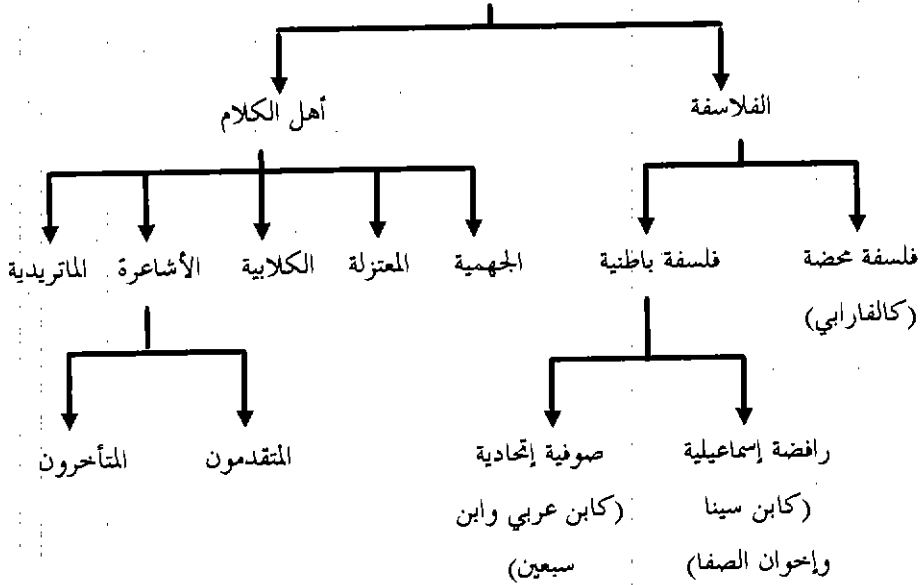 الفلاسفة
أهل الكلام
فلسفة محضة
(كالفارابي)
فلسفة باطنية
الجهمية
المعتزلة
الكلابية
الأشاعرة
الماتريدية
رافضة إسماعيلية
(كابن سينا
وإخوان الصفا)
صوفية إتحادية
(كابن عربي وابن
سبعين)
المتقدمون
المتأخرون